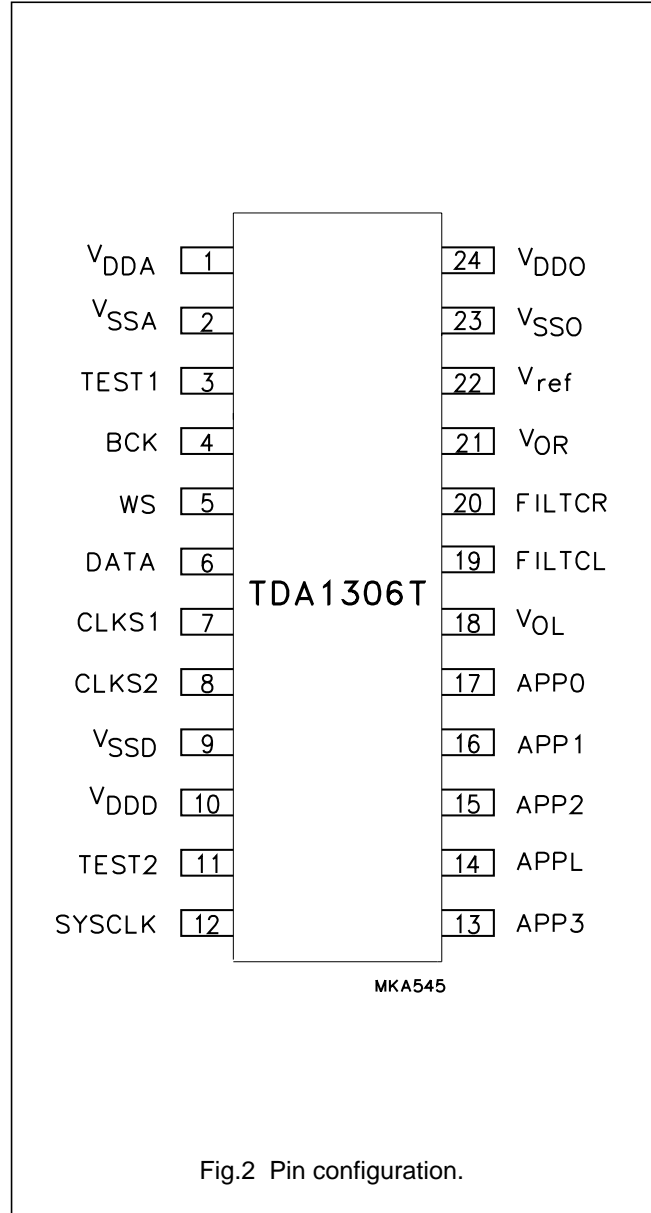 VDDA 1 24 VDDO
VSSA 2 23 VSSO
TEST1 3 22 Vref
BCK 4 21 VOR
WS 5 20 FILTCR
DATA 6 19 FILTCL
TDA1306T
CLKS1 7 18 VOL
CLKS2 8 17 APP0
VSSD 9 16 APP1
VDDD 10 15 APP2
TEST2 11 14 APPL
SYSCLK 12 13 APP3
MKA545
Fig.2 Pin configuration.